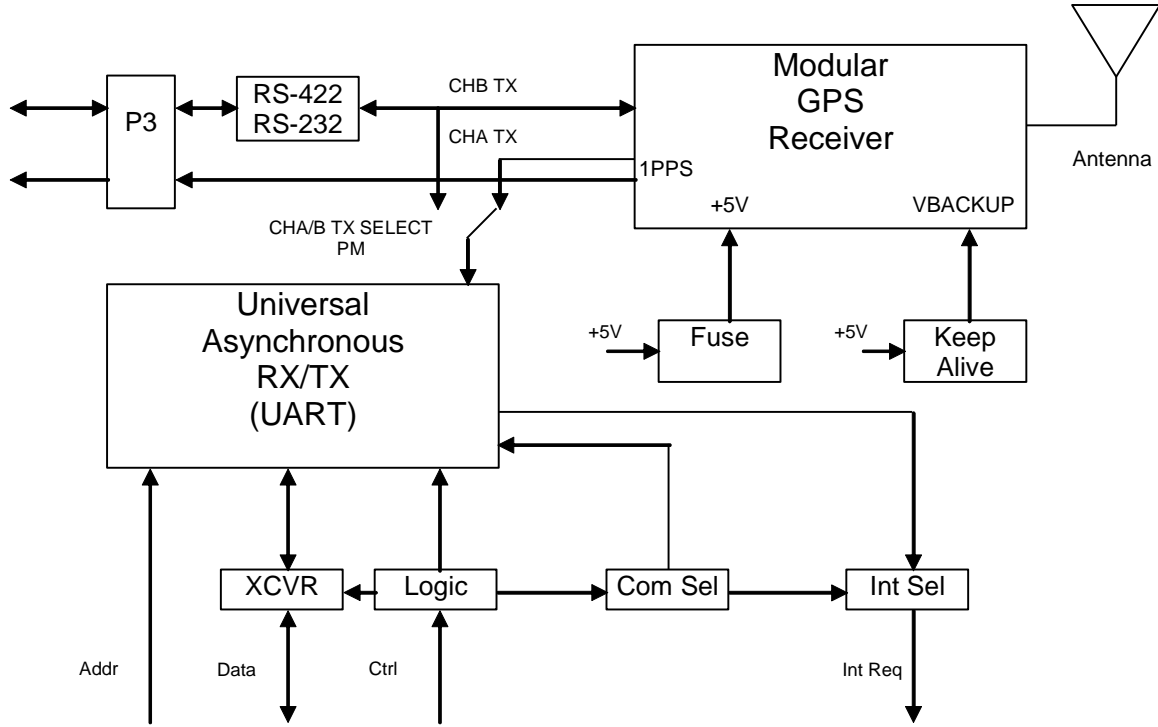 Modular
GPS
Receiver
RS-422
RS-232
P3
CHB TX
CHA TX
1PPS
Antenna
+5V
VBACKUP
CHA/B TX SELECT
PM
Universal
Asynchronous
RX/TX
(UART)
+5V
Fuse
+5V
Keep
Alive
XCVR
Logic
Com Sel
Int Sel
Addr
Data
Ctrl
Int Req